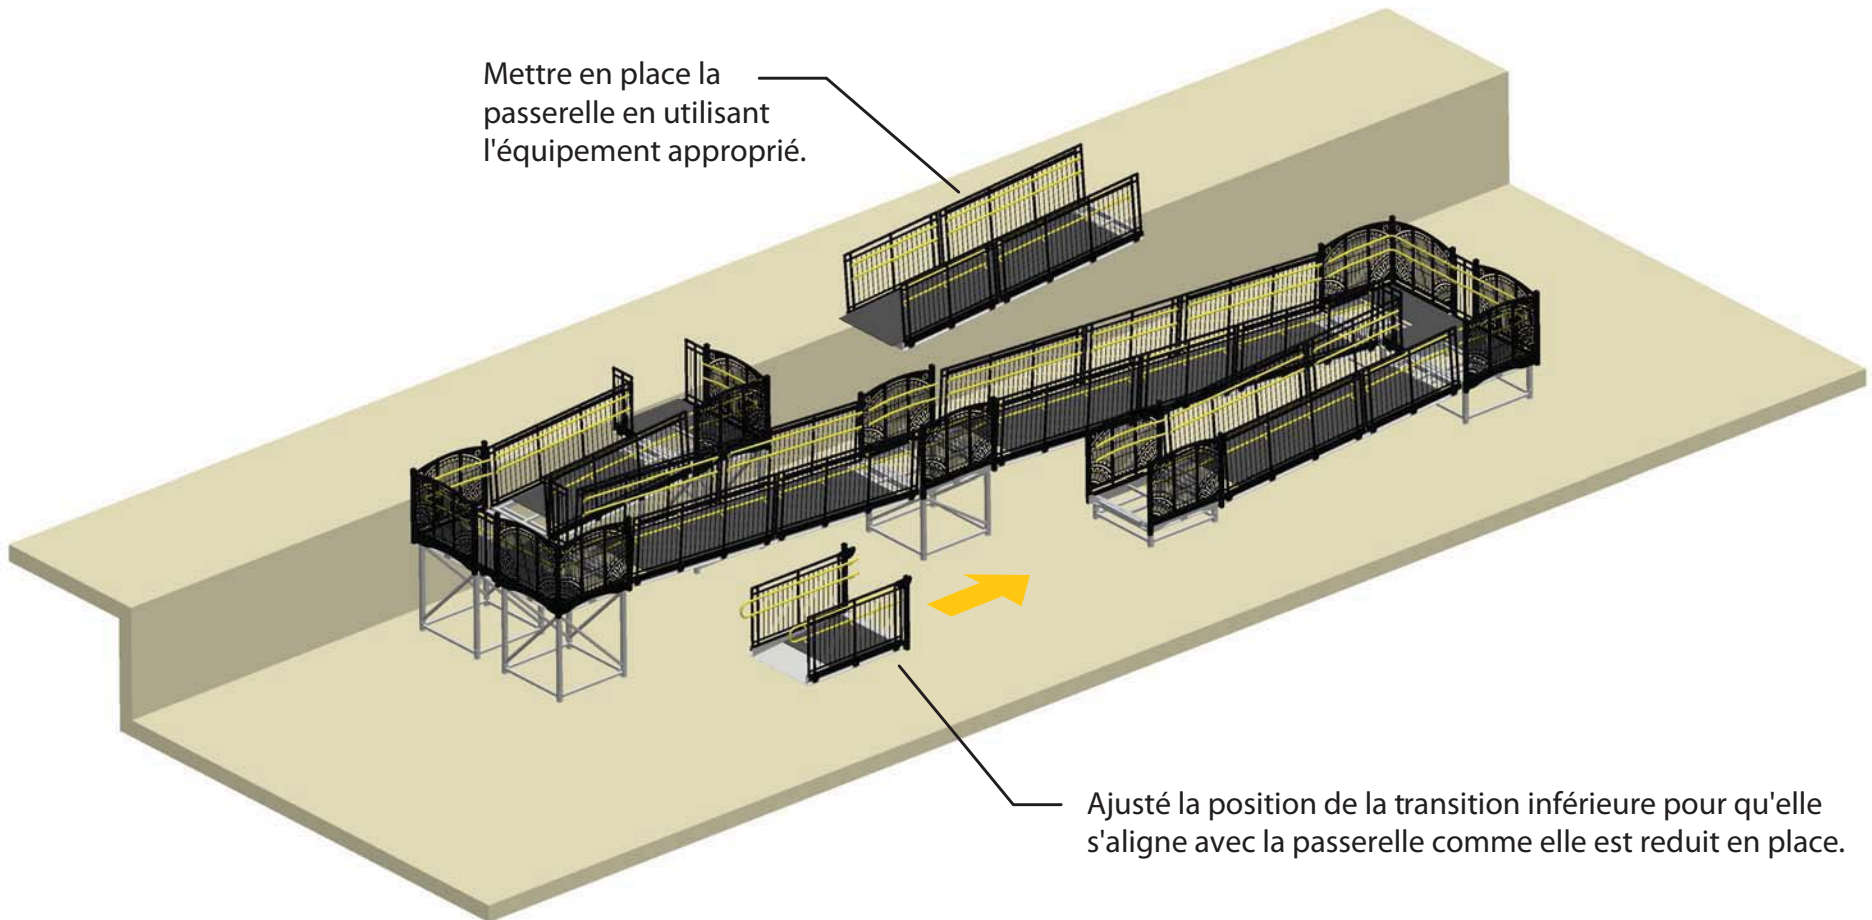 Mettre en place la
passerelle en utilisant
l'équipement approprié.
Ajusté la position de la transition inférieure pour qu'elle
s'aligne avec la passerelle comme elle est reduit en place.